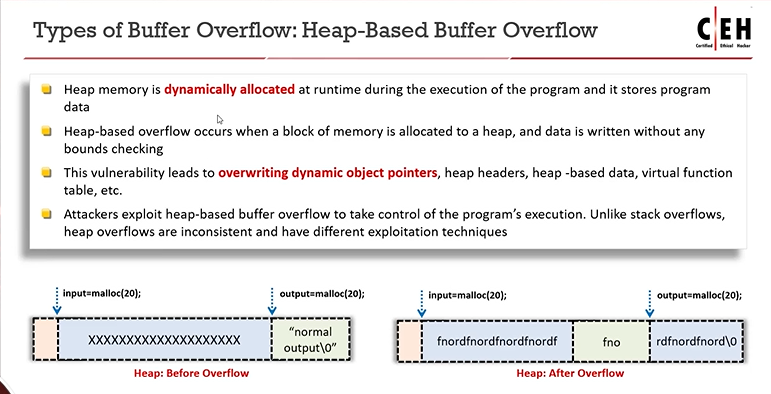 Types of Buffer Overflow: Heap-Based Buffer Overflow
C|EH
Certified Ethical Hacker
Heap memory is dynamically allocated at runtime during the execution of the program and it stores program
data
Heap-based overflow occurs when a block of memory is allocated to a heap, and data is written without any
bounds checking
This vulnerability leads to overwriting dynamic object pointers, heap headers, heap -based data, virtual function
table, etc.
Attackers exploit heap-based buffer overflow to take control of the program’s execution. Unlike stack overflows,
heap overflows are inconsistent and have different exploitation techniques
input=malloc(20);
output=malloc(20);
XXXXXXXXXXXXXXXXXXXX
“normal
output\0”
Heap: Before Overflow
input=malloc(20);
output=malloc(20);
fnordfnordfnordfnordf
fno
rdfnordfnord\0
Heap: After Overflow